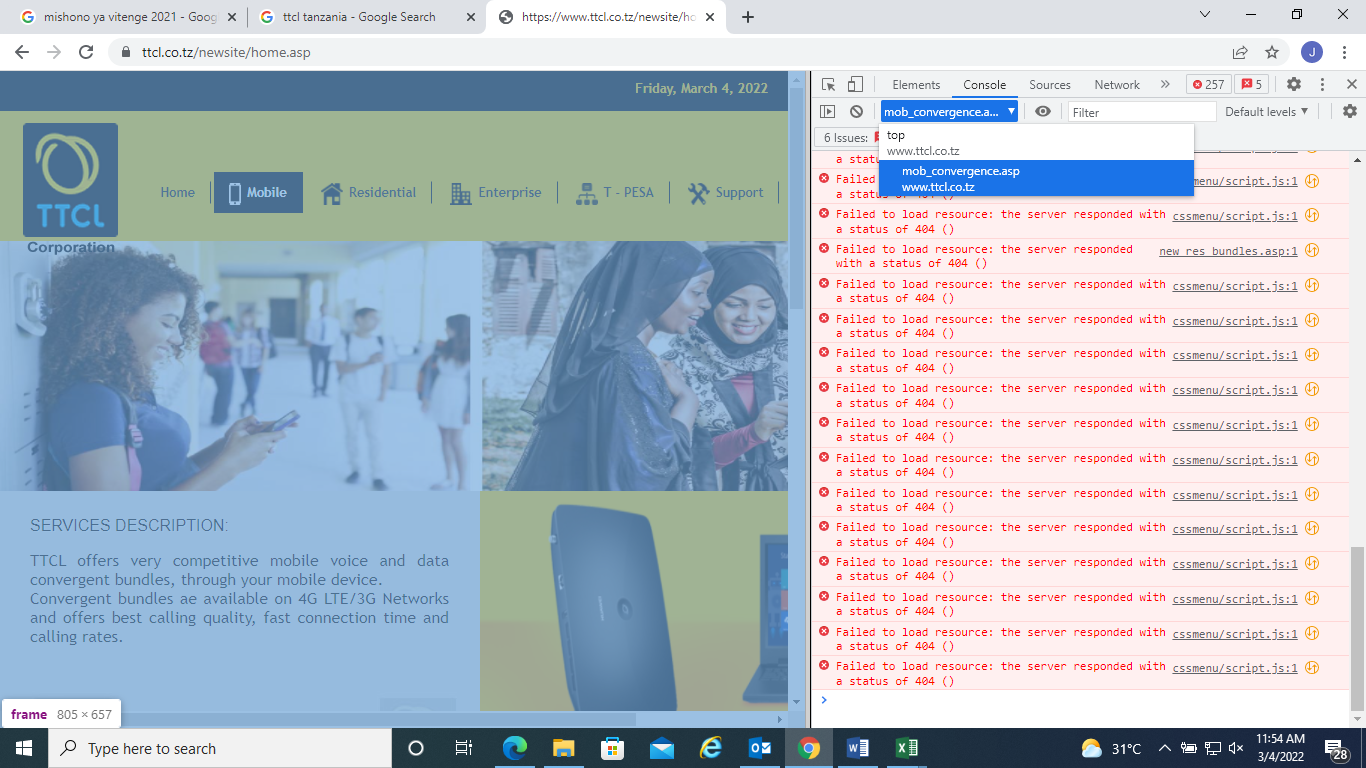 mishono ya vitenge 2021 - Goog
ttcl tanzania - Google Search
https://www.ttcl.co.tz/newsite/ho
ttcl.co.tz/newsite/home.asp
J
Friday, March 4, 2022
TTCL
Corporation
Home
Mobile
Residential
Enterprise
T - PESA
Support
SERVICES DESCRIPTION:
TTCL offers very competitive mobile voice and data
convergent bundles, through your mobile device.
Convergent bundles ae available on 4G LTE/3G Networks
and offers best calling quality, fast connection time and
calling rates.
frame 805 × 657
Elements Console Sources Network » 257 5
mob_convergence.a... Filter Default levels
6 Issues:
top
www.ttcl.co.tz
mob_convergence.asp
www.ttcl.co.tz
a statu
Failed cssmenu/script.js:1
Failed to load resource: the server responded with cssmenu/script.js:1
a status of 404 ()
Failed to load resource: the server responded new_res_bundles.asp:1
with a status of 404 ()
Failed to load resource: the server responded with cssmenu/script.js:1
a status of 404 ()
Failed to load resource: the server responded with cssmenu/script.js:1
a status of 404 ()
Failed to load resource: the server responded with cssmenu/script.js:1
a status of 404 ()
Failed to load resource: the server responded with cssmenu/script.js:1
a status of 404 ()
Failed to load resource: the server responded with cssmenu/script.js:1
a status of 404 ()
Failed to load resource: the server responded with cssmenu/script.js:1
a status of 404 ()
Failed to load resource: the server responded with cssmenu/script.js:1
a status of 404 ()
Failed to load resource: the server responded with cssmenu/script.js:1
a status of 404 ()
Failed to load resource: the server responded with cssmenu/script.js:1
a status of 404 ()
Failed to load resource: the server responded with cssmenu/script.js:1
a status of 404 ()
Failed to load resource: the server responded with cssmenu/script.js:1
a status of 404 ()
Failed to load resource: the server responded with cssmenu/script.js:1
a status of 404 ()
Type here to search
31°C
11:54 AM
3/4/2022
28